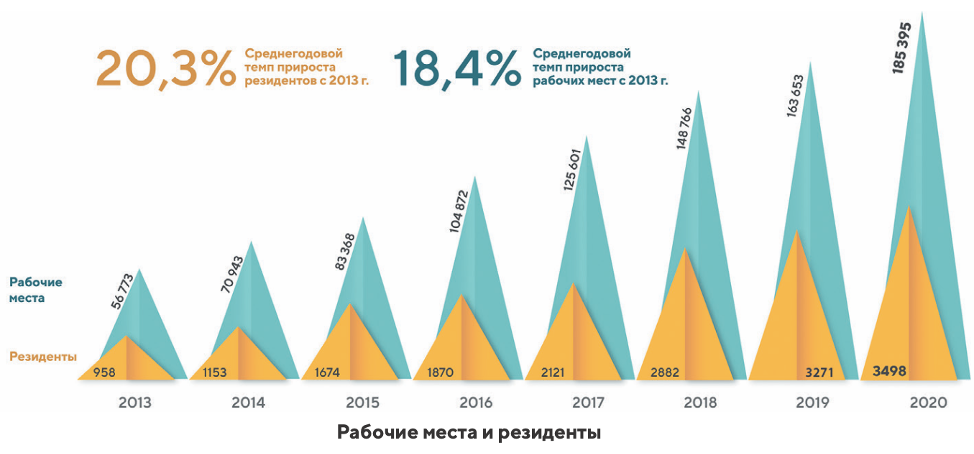 20,3%
Среднегодовой
темп прироста
резидентов с 2013 г.
18,4%
Среднегодовой
темп прироста
рабочих мест с 2013 г.
56 773
70 943
83 368
104 872
125 601
148 766
163 653
185 395
Рабочие
места
Резиденты
958
1153
1674
1870
2121
2882
3271
3498
2013
2014
2015
2016
2017
2018
2019
2020
Рабочие места и резиденты